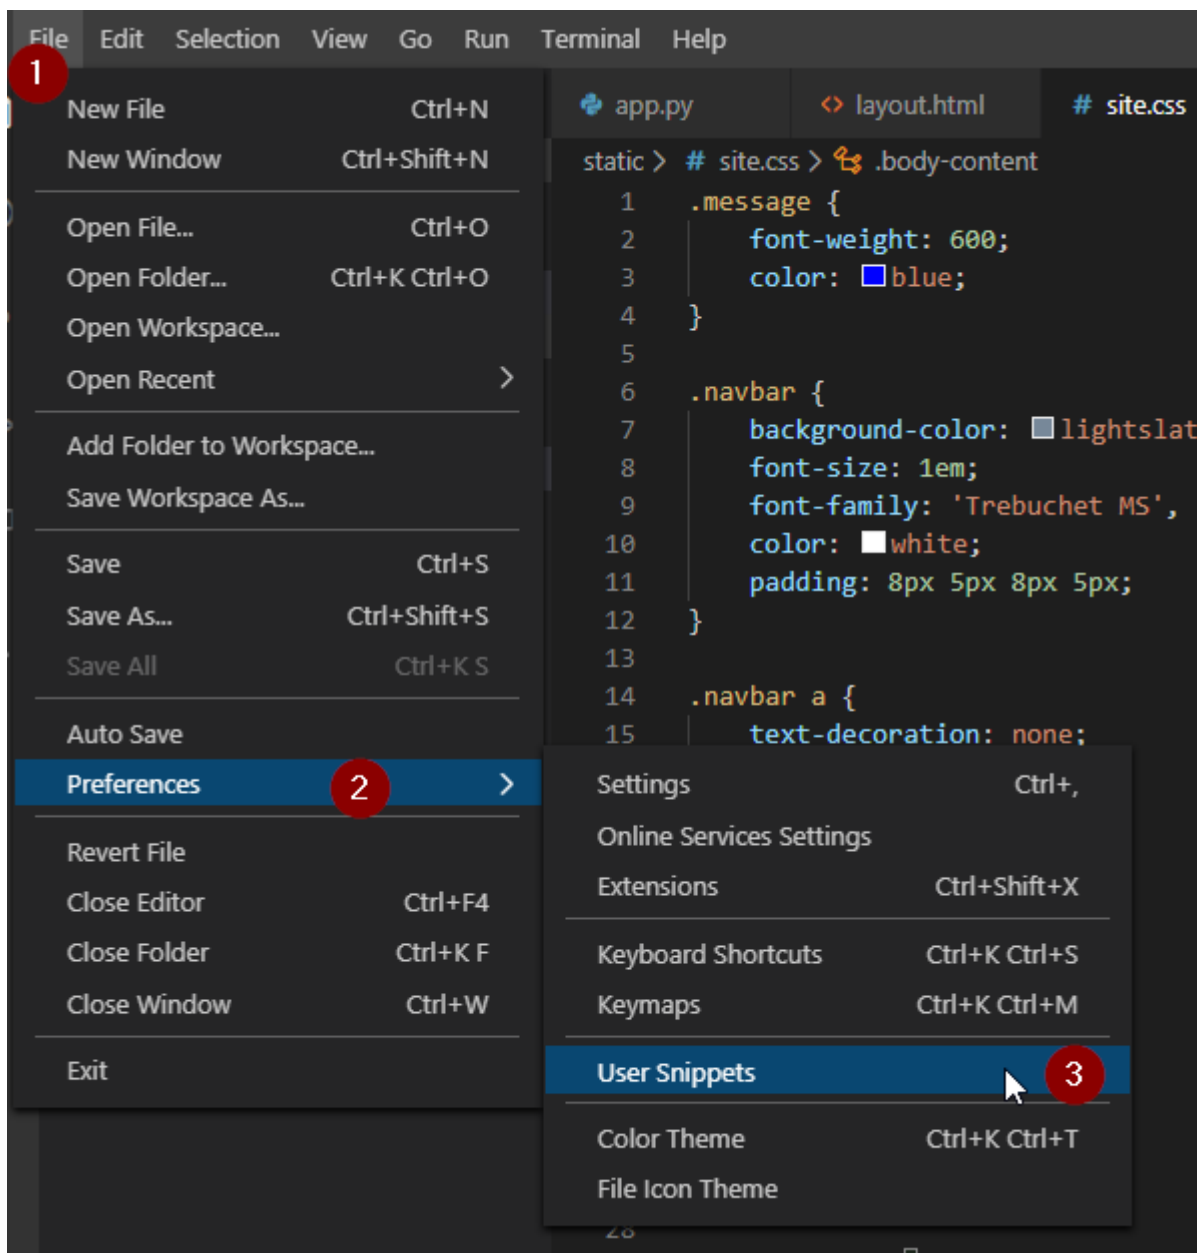 File Edit Selection View Go Run Terminal Help
1
New File Ctrl+N
New Window Ctrl+Shift+N
Open File... Ctrl+O
Open Folder... Ctrl+K Ctrl+O
Open Workspace...
Open Recent
Add Folder to Workspace...
Save Workspace As...
Save Ctrl+S
Save As... Ctrl+Shift+S
Save All Ctrl+K S
Auto Save
Preferences 2
Revert File
Close Editor Ctrl+F4
Close Folder Ctrl+K F
Close Window Ctrl+W
Exit
app.py <> layout.html # site.css
static > # site.css > .body-content
1 .message {
2 font-weight: 600;
3 color: blue;
4 }
5
6 .navbar {
7 background-color: lightslat
8 font-size: 1em;
9 font-family: 'Trebuchet MS',
10 color: white;
11 padding: 8px 5px 8px 5px;
12 }
13
14 .navbar a {
15 text-decoration: none;
Settings Ctrl+,
Online Services Settings
Extensions Ctrl+Shift+X
Keyboard Shortcuts Ctrl+K Ctrl+S
Keymaps Ctrl+K Ctrl+M
User Snippets 3
Color Theme Ctrl+K Ctrl+T
File Icon Theme
28